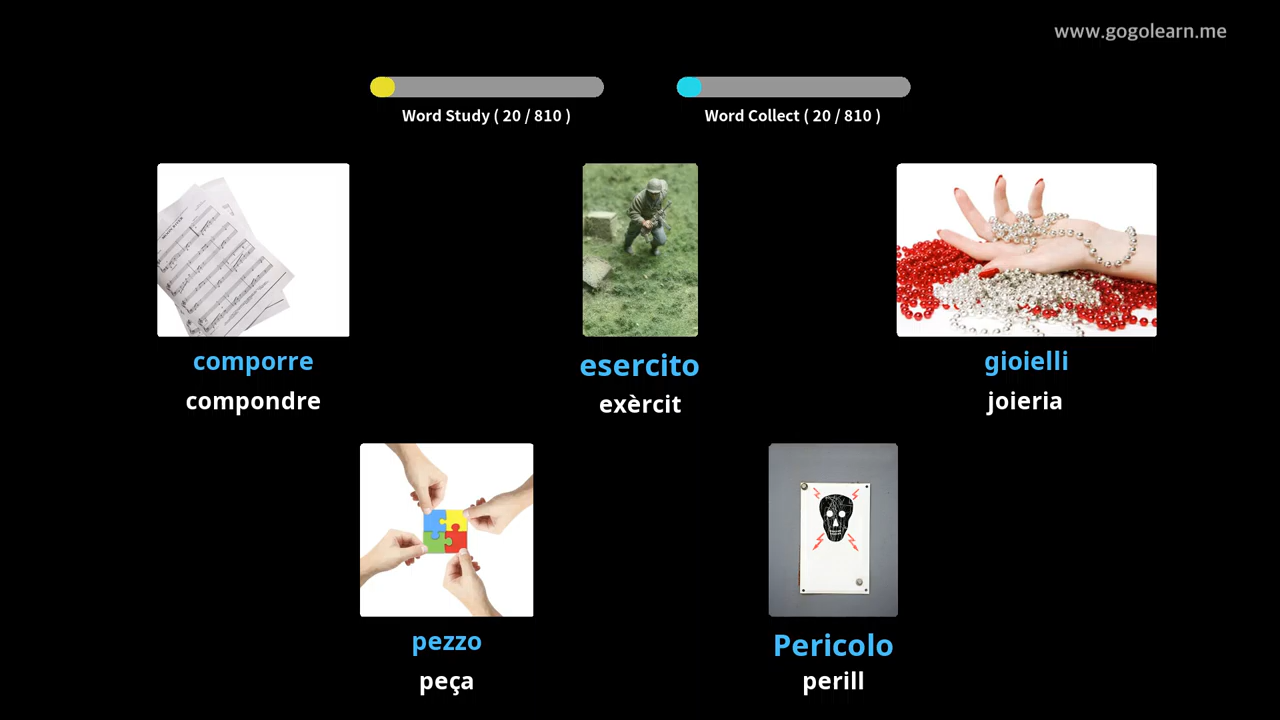 www.gogolearn.me
Word Study ( 20 / 810 )
Word Collect ( 20 / 810 )
comporre
compondre
esercito
exèrcit
gioielli
joieria
pezzo
peça
Pericolo
perill